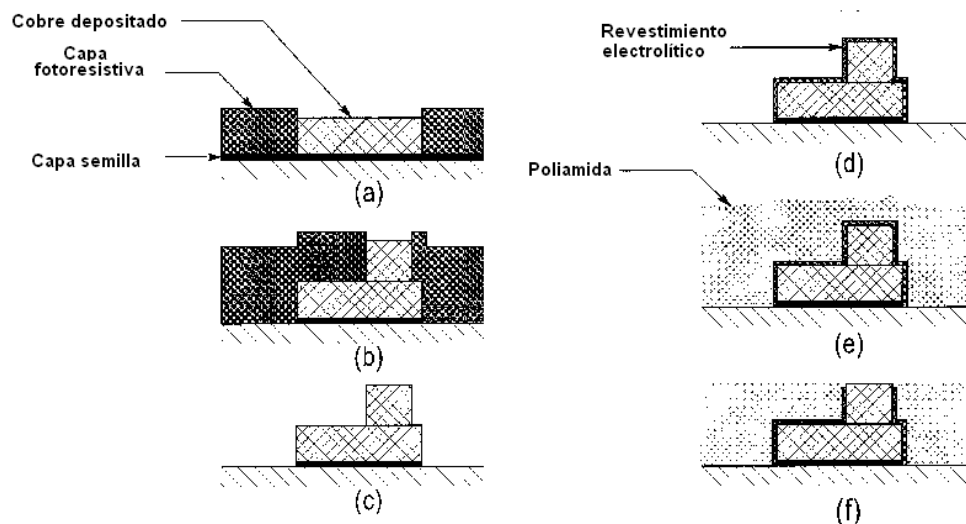 Cobre depositado
Capa
fotoresistiva
Capa semilla
(a)
(b)
(c)
Revestimiento
electrolítico
(d)
Poliamida
(e)
(f)